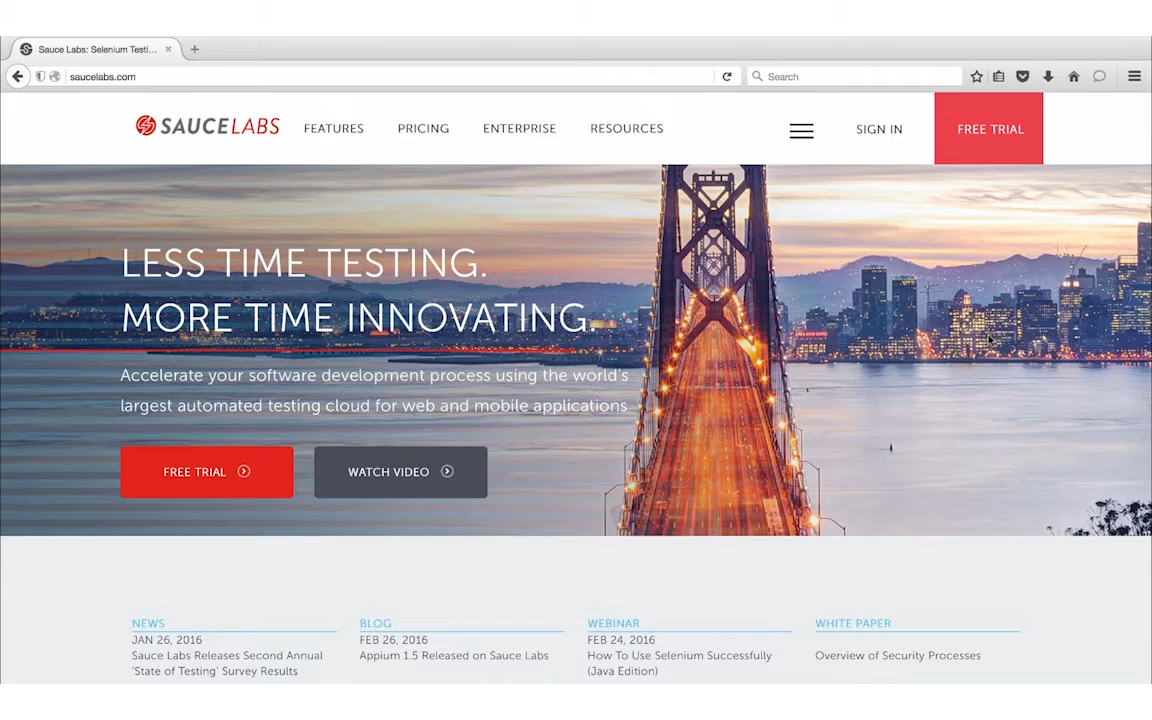 Sauce Labs: Selenium Testi...
saucelabs.com
Search
SAUCELABS
FEATURES
PRICING
ENTERPRISE
RESOURCES
SIGN IN
FREE TRIAL
LESS TIME TESTING.
MORE TIME INNOVATING.
Accelerate your software development process using the world's
largest automated testing cloud for web and mobile applications
FREE TRIAL
WATCH VIDEO
NEWS
JAN 26, 2016
Sauce Labs Releases Second Annual
'State of Testing' Survey Results
BLOG
FEB 26, 2016
Appium 1.5 Released on Sauce Labs
WEBINAR
FEB 24, 2016
How To Use Selenium Successfully
(Java Edition)
WHITE PAPER
Overview of Security Processes